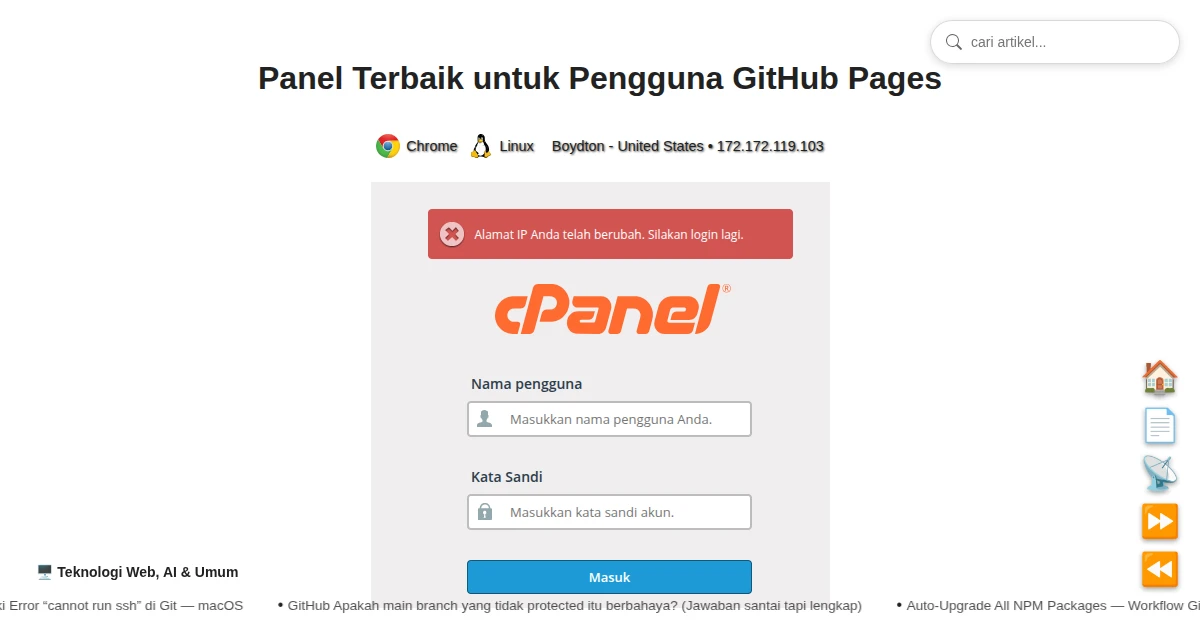 cari artikel...
Panel Terbaik untuk Pengguna GitHub Pages
Chrome Linux Boydton - United States • 172.172.119.103
Alamat IP Anda telah berubah. Silakan login lagi.
cPanel®
Nama pengguna
Masukkan nama pengguna Anda.
Kata Sandi
Masukkan kata sandi akun.
Masuk
Teknologi Web, AI & Umum
ki Error “cannot run ssh” di Git — macOS • GitHub Apakah main branch yang tidak protected itu berbahaya? (Jawaban santai tapi lengkap) • Auto-Upgrade All NPM Packages — Workflow Gi